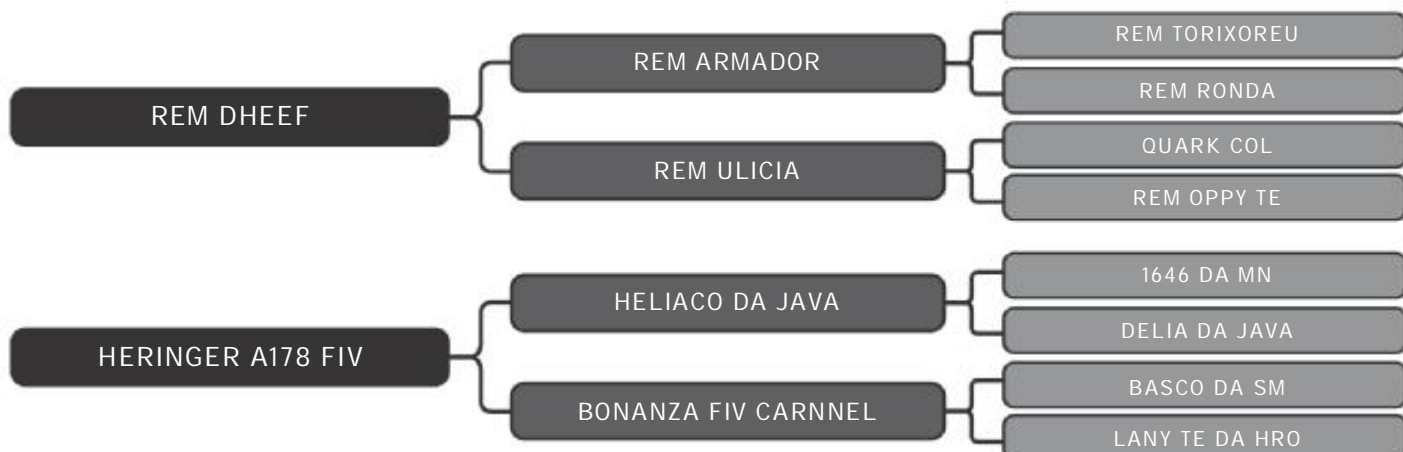 REM DHEEF
REM ARMADOR
REM TORIXOREU
REM RONDA
REM ULICIA
QUARK COL
REM OPPY TE
HERINGER A178 FIV
HELIACO DA JAVA
1646 DA MN
DELIA DA JAVA
BONANZA FIV CARNNEL
BASCO DA SM
LANY TE DA HRO